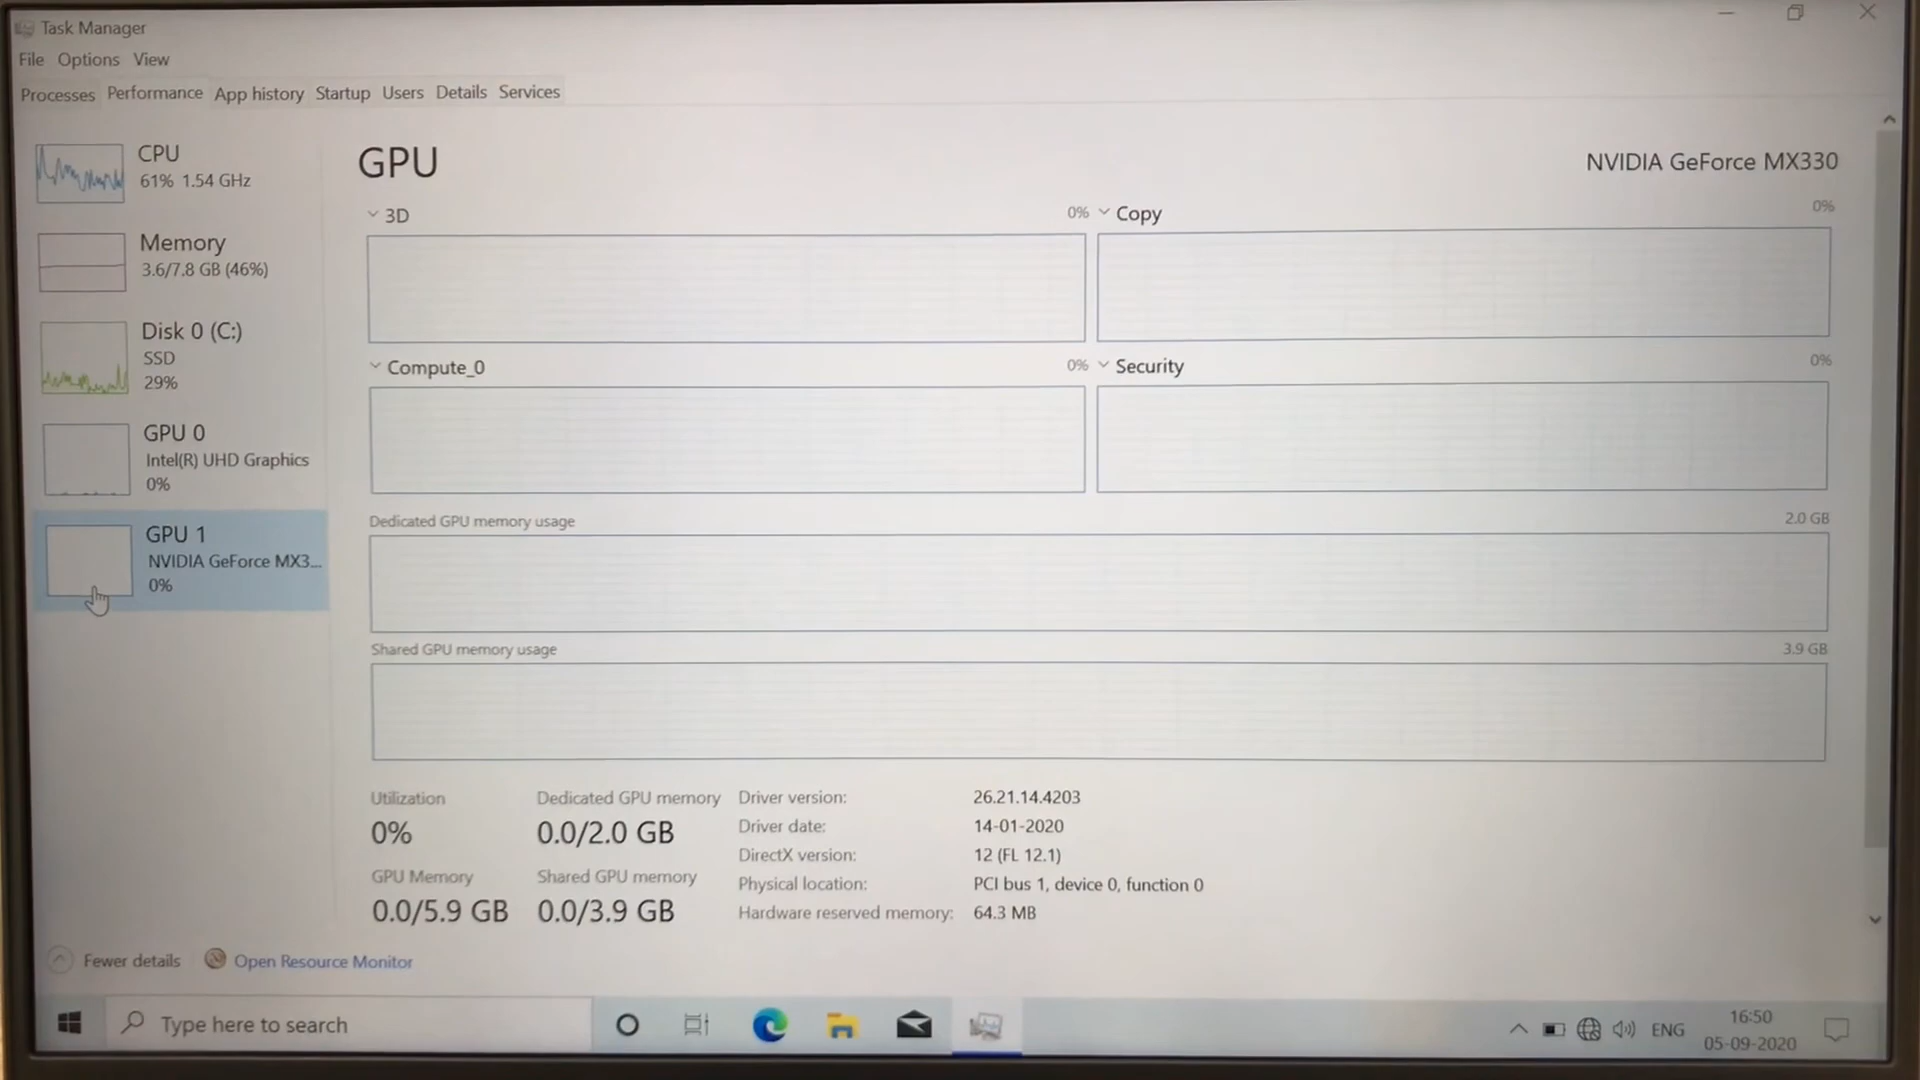 Task Manager
File Options View
Processes Performance App history Startup Users Details Services
CPU
61% 1.54 GHz
Memory
3.6/7.8 GB (46%)
Disk 0 (C:)
SSD
29%
GPU 0
Intel(R) UHD Graphics
0%
GPU 1
NVIDIA GeForce MX3...
0%
GPU
NVIDIA GeForce MX330
3D 0%
Copy 0%
Compute_0 0%
Security 0%
Dedicated GPU memory usage 2.0 GB
Shared GPU memory usage 3.9 GB
Utilization
0%
Dedicated GPU memory
0.0/2.0 GB
GPU Memory
0.0/5.9 GB
Shared GPU memory
0.0/3.9 GB
Driver version: 26.21.14.4203
Driver date: 14-01-2020
DirectX version: 12 (FL 12.1)
Physical location: PCI bus 1, device 0, function 0
Hardware reserved memory: 64.3 MB
Fewer details Open Resource Monitor
Type here to search
ENG
16:50
05-09-2020